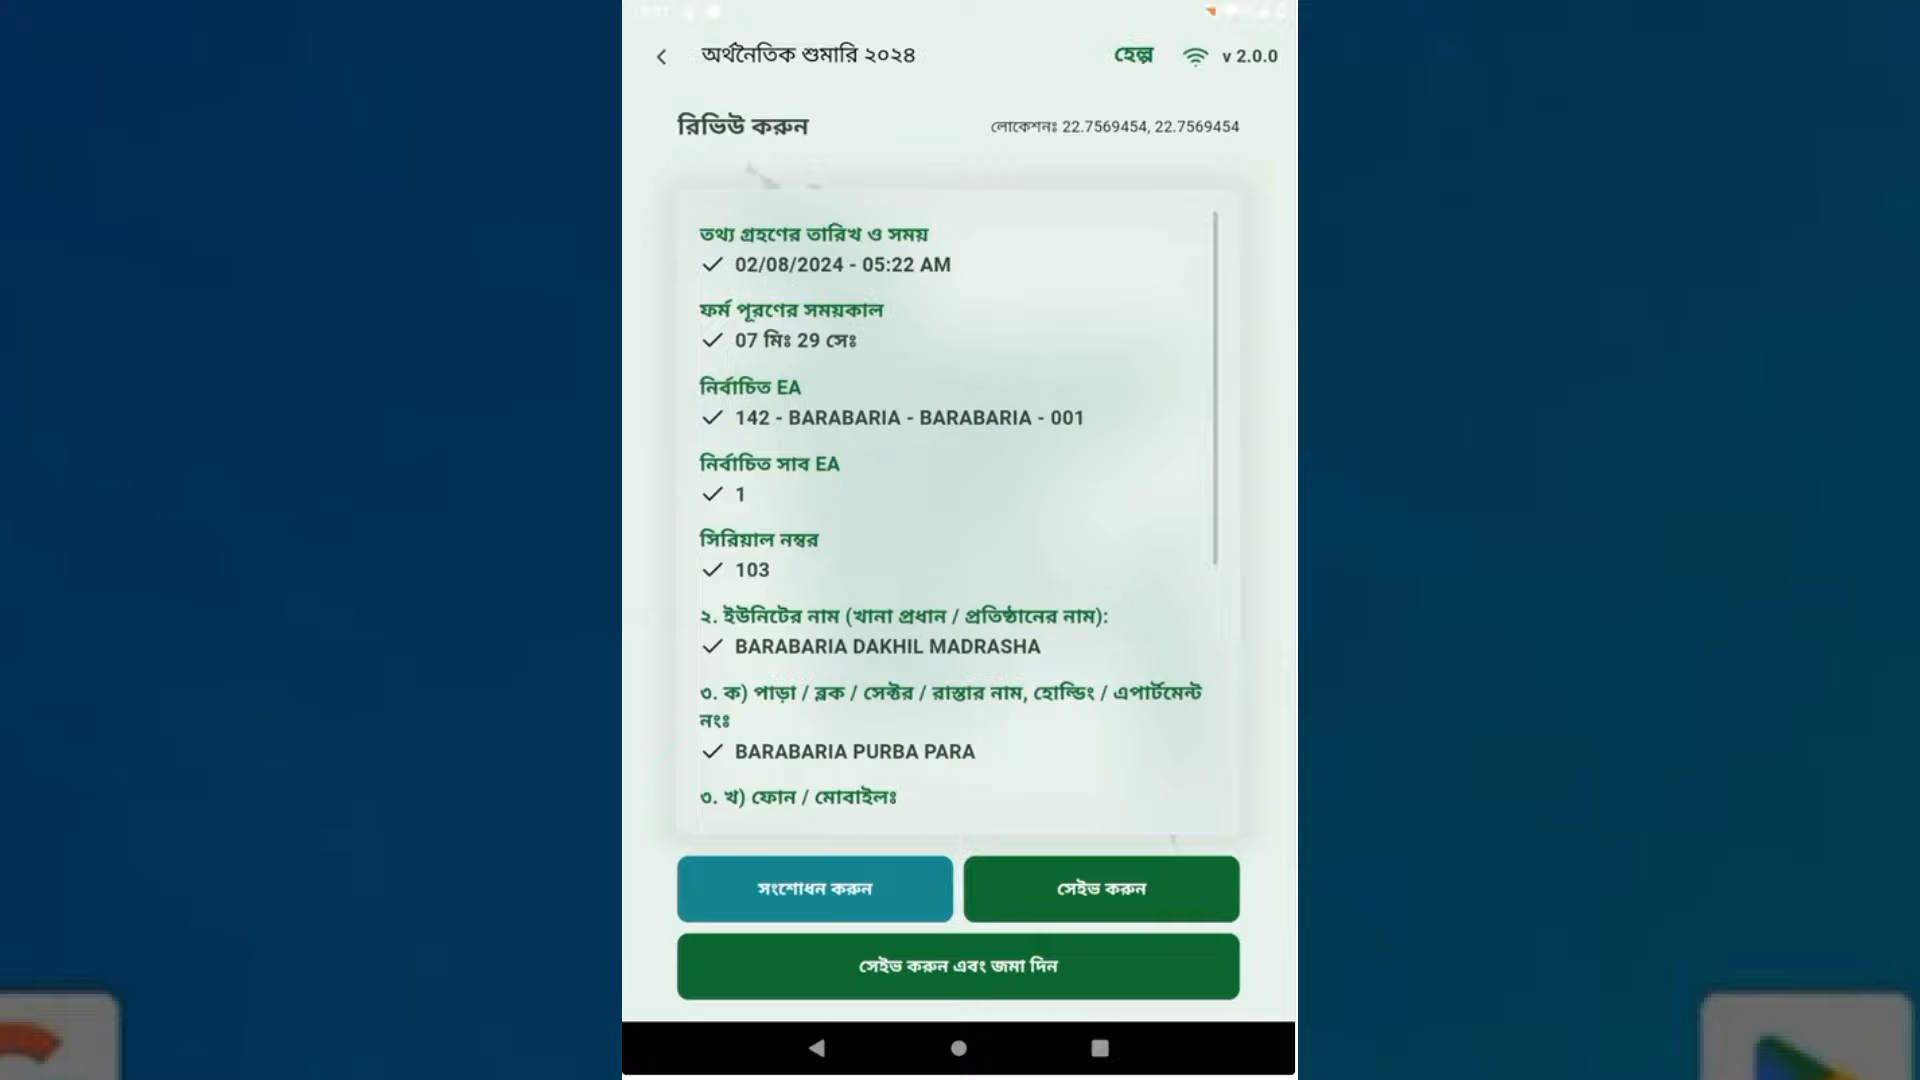 অর্থনৈতিক শুমারি ২০২৪
হেল্প
v 2.0.0
রিভিউ করুন
লোকেশনঃ 22.7569454, 22.7569454
তথ্য গ্রহণের তারিখ ও সময়
02/08/2024 - 05:22 AM
ফর্ম পূরণের সময়কাল
07 মিঃ 29 সেঃ
নির্বাচিত EA
142 - BARABARIA - BARABARIA - 001
নির্বাচিত সাব EA
1
সিরিয়াল নম্বর
103
২. ইউনিটের নাম (খানা প্রধান / প্রতিষ্ঠানের নাম):
BARABARIA DAKHIL MADRASHA
৩. ক) পাড়া / ব্লক / সেক্টর / রাস্তার নাম, হোল্ডিং / এপার্টমেন্ট
নংঃ
BARABARIA PURBA PARA
৩. খ) ফোন / মোবাইলঃ
সংশোধন করুন
সেইভ করুন
সেইভ করুন এবং জমা দিন